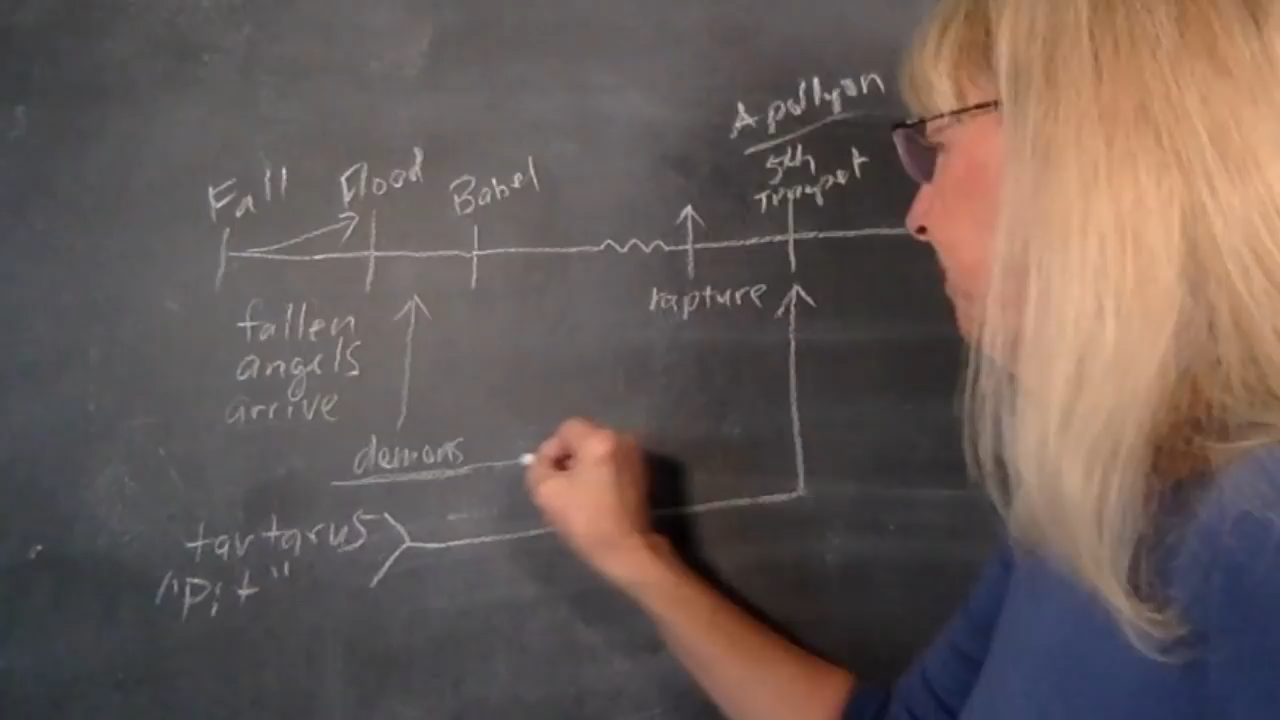 Apollyon
5th
Trumpet
Fall
Flood
Babel
rapture
fallen
angels
arrive
demons
tartarus
"Pit"